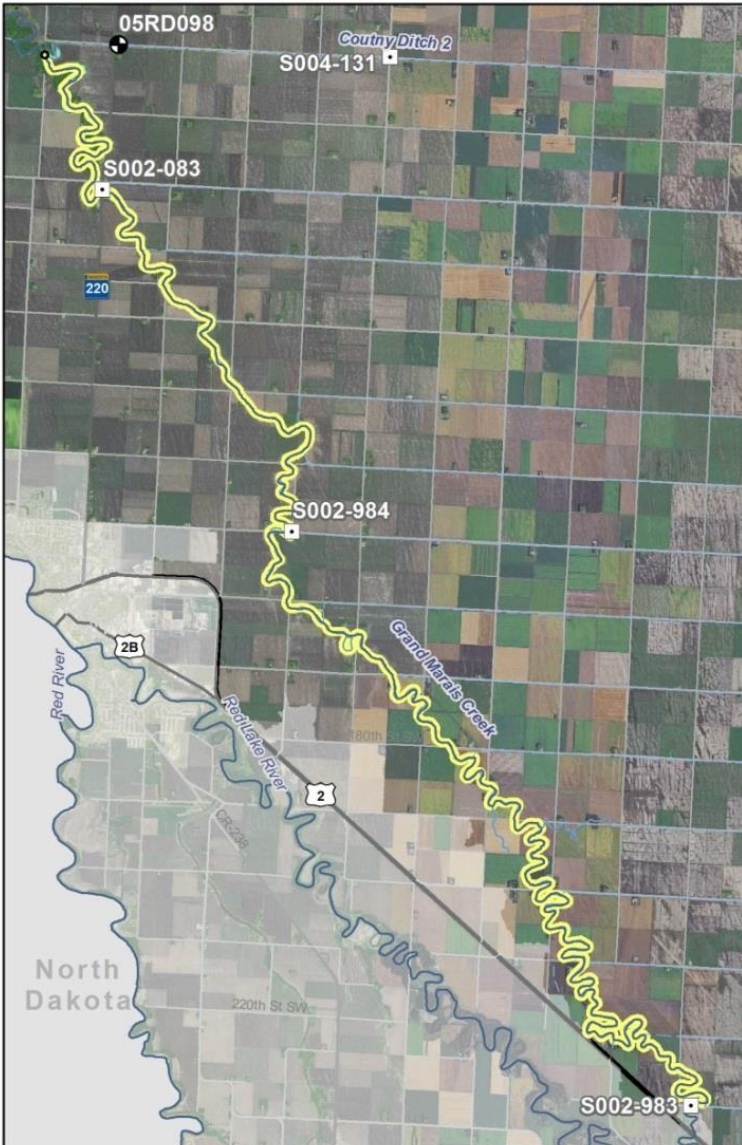 05RD098
Coutny Ditch 2
S004-131
S002-083
220
S002-984
Grand Marais Creek
2B
Red River
Red Lake River
180th St SW
2
CR-238
North
Dakota
220th St SW
S002-983